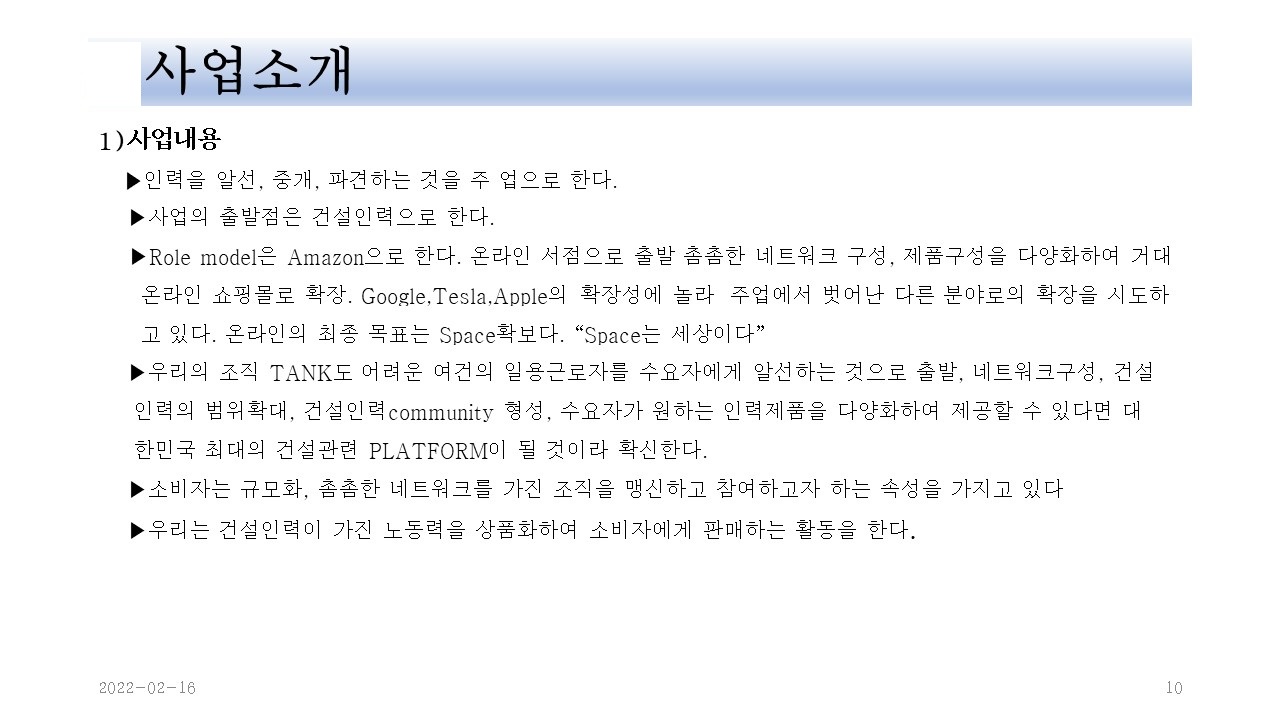 사업소개
1)사업내용
▶인력을 알선, 중개, 파견하는 것을 주 업으로 한다.
▶사업의 출발점은 건설인력으로 한다.
▶Role model은 Amazon으로 한다. 온라인 서점으로 출발 촘촘한 네트워크 구성, 제품구성을 다양화하여 거대
온라인 쇼핑몰로 확장. Google,Tesla,Apple의 확장성에 놀라 주업에서 벗어난 다른 분야로의 확장을 시도하
고 있다. 온라인의 최종 목표는 Space확보다. “Space는 세상이다”
▶우리의 조직 TANK도 어려운 여건의 일용근로자를 수요자에게 알선하는 것으로 출발, 네트워크구성, 건설
인력의 범위확대, 건설인력community 형성, 수요자가 원하는 인력제품을 다양화하여 제공할 수 있다면 대
한민국 최대의 건설관련 PLATFORM이 될 것이라 확신한다.
▶소비자는 규모화, 촘촘한 네트워크를 가진 조직을 맹신하고 참여하고자 하는 속성을 가지고 있다
▶우리는 건설인력이 가진 노동력을 상품화하여 소비자에게 판매하는 활동을 한다.
2022-02-16
10